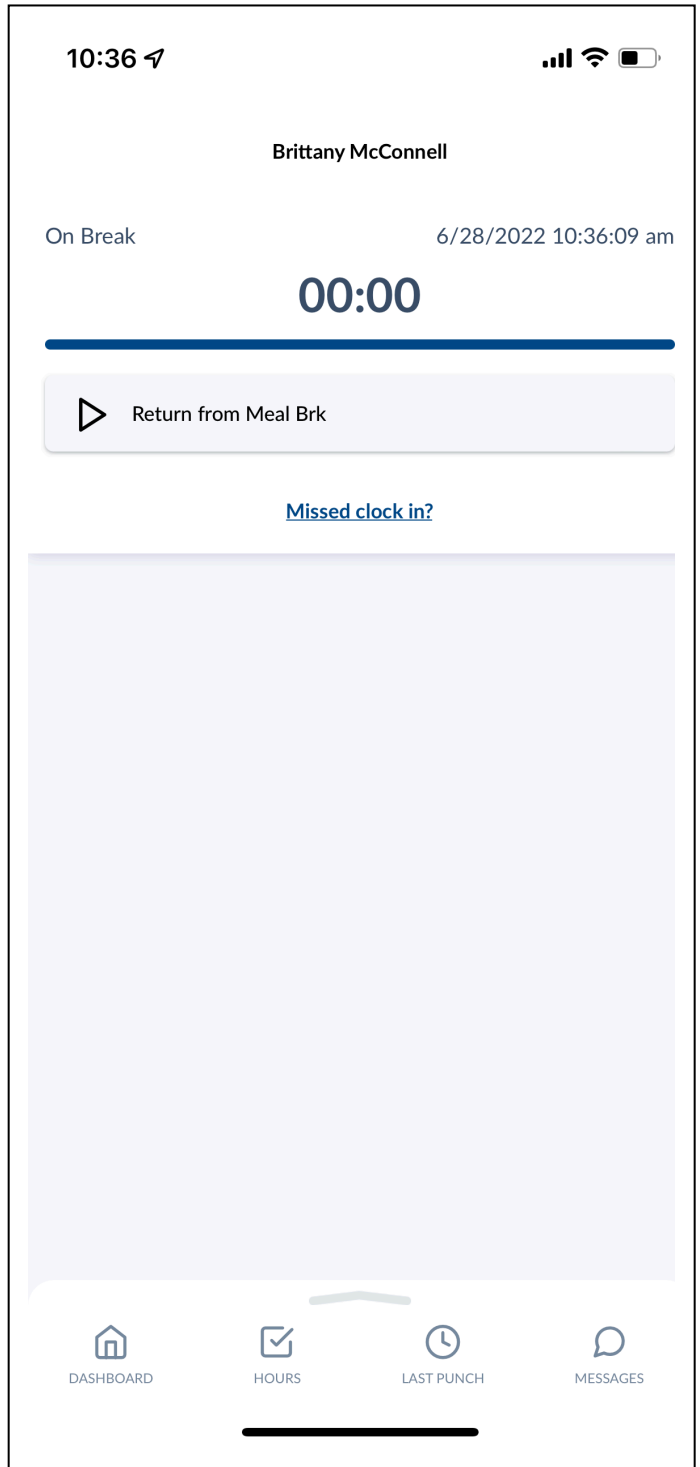 10:36
Brittany McConnell
On Break 6/28/2022 10:36:09 am
00:00
Return from Meal Brk
Missed clock in?
DASHBOARD HOURS LAST PUNCH MESSAGES